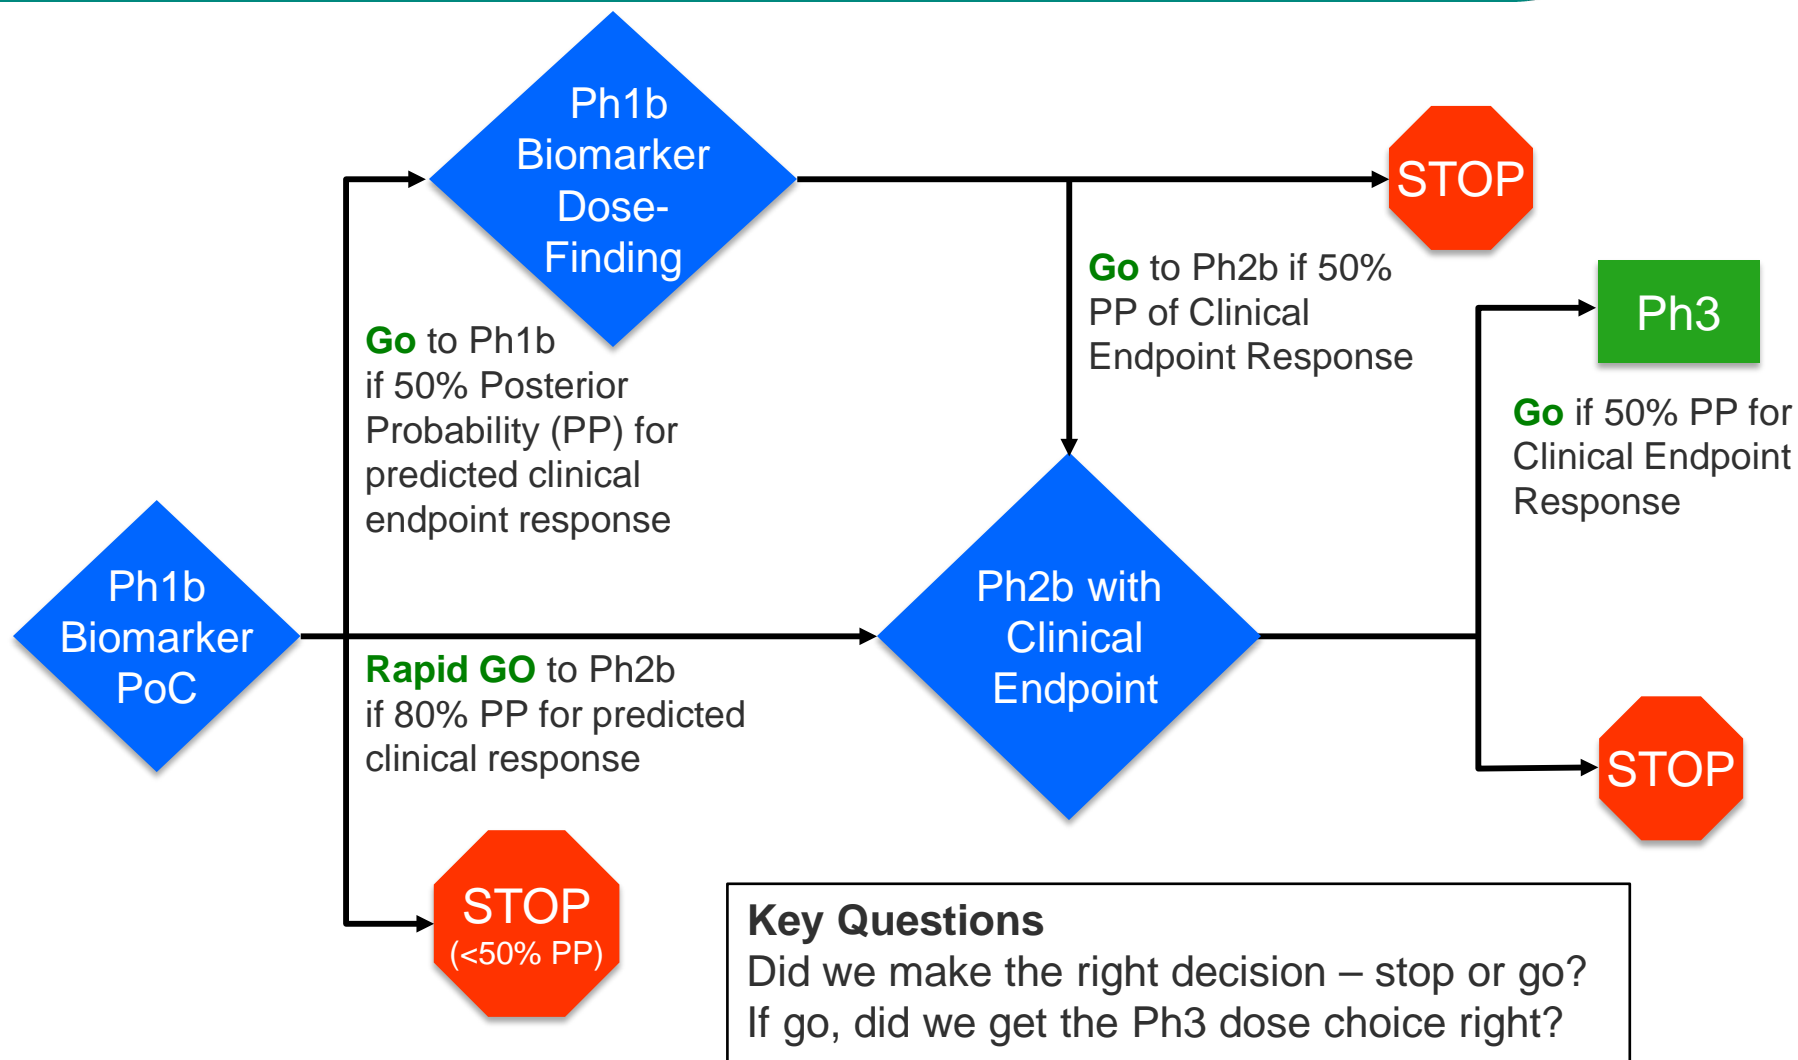 Ph1b
Biomarker
Dose-
Finding
STOP
Go to Ph2b if 50%
PP of Clinical
Endpoint Response
Ph3
Go to Ph1b
if 50% Posterior
Probability (PP) for
predicted clinical
endpoint response
Go if 50% PP for
Clinical Endpoint
Response
Ph1b
Biomarker
PoC
Ph2b with
Clinical
Endpoint
Rapid GO to Ph2b
if 80% PP for predicted
clinical response
STOP
STOP
(<50% PP)
Key Questions
Did we make the right decision – stop or go?
If go, did we get the Ph3 dose choice right?